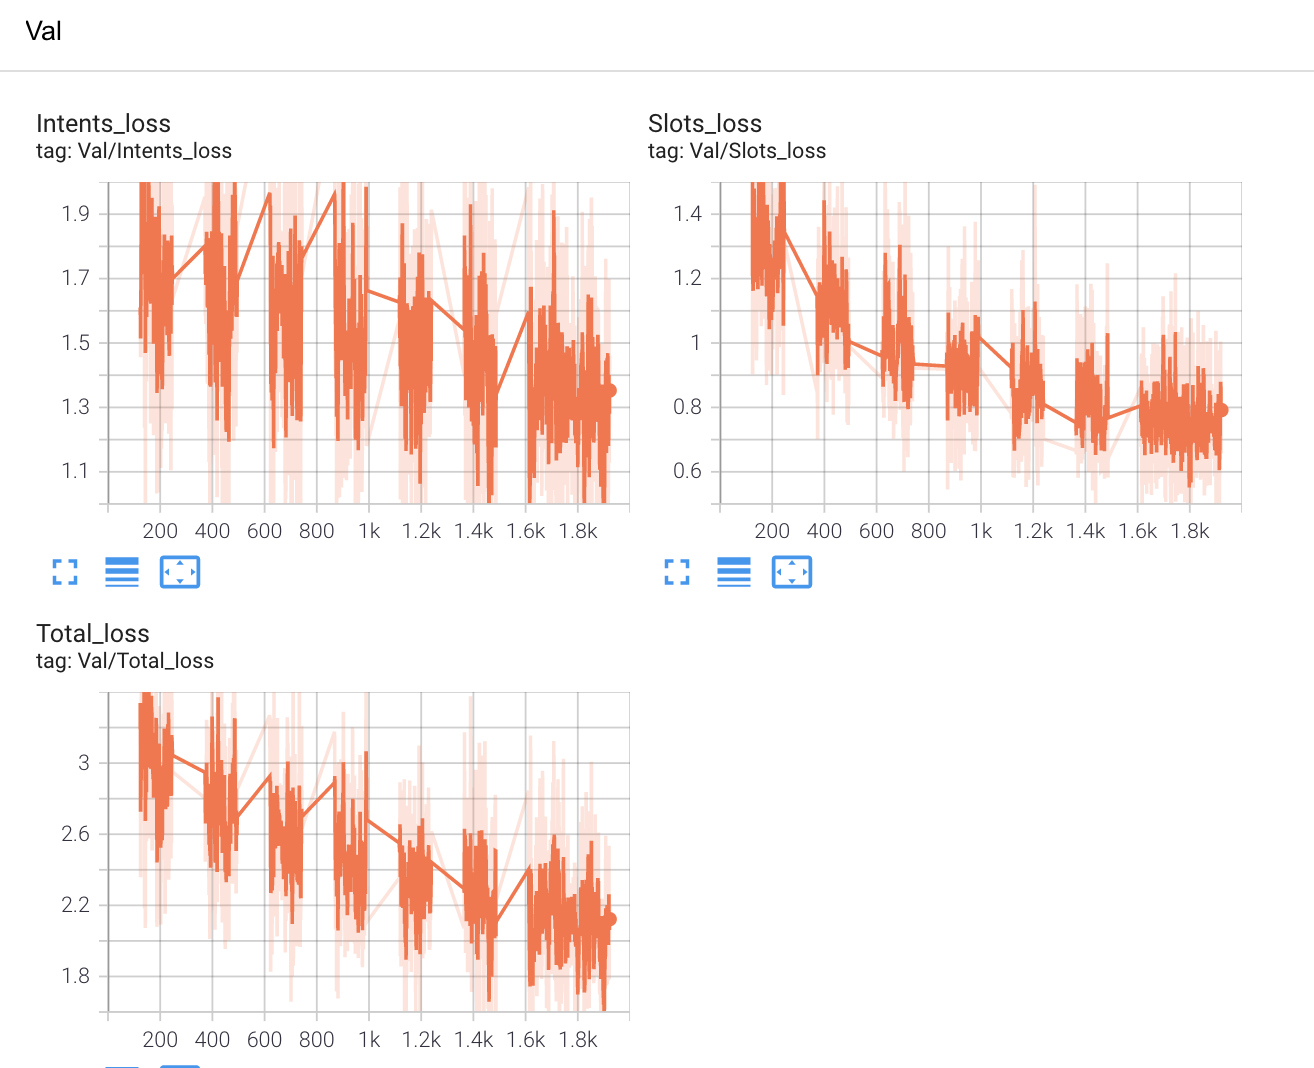 Val
Intents_loss
tag: Val/Intents_loss
1.9
1.7
1.5
1.3
1.1
200 400 600 800 1k 1.2k 1.4k 1.6k 1.8k
Slots_loss
tag: Val/Slots_loss
1.4
1.2
1
0.8
0.6
200 400 600 800 1k 1.2k 1.4k 1.6k 1.8k
Total_loss
tag: Val/Total_loss
3
2.6
2.2
1.8
200 400 600 800 1k 1.2k 1.4k 1.6k 1.8k